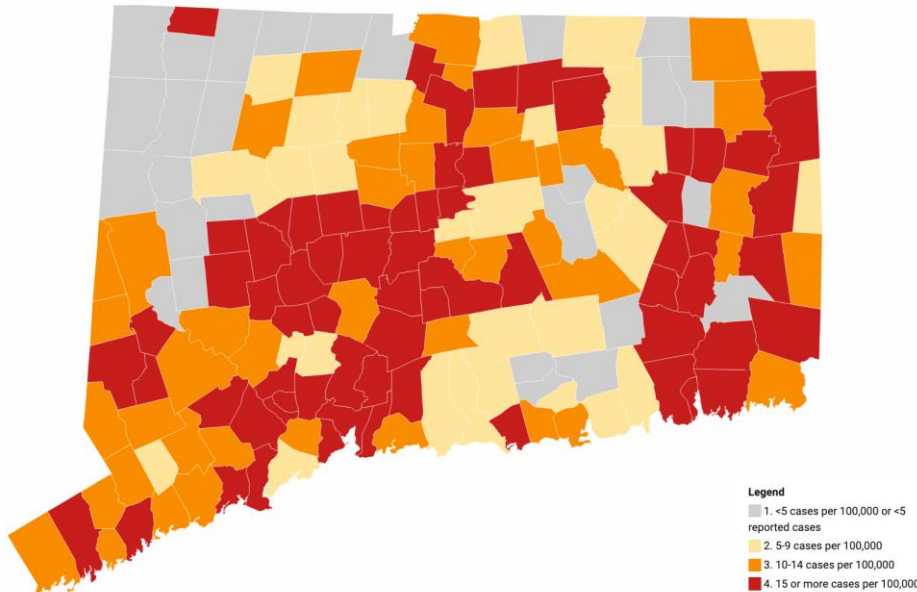 Legend
1. <5 cases per 100,000 or <5
reported cases
2. 5-9 cases per 100,000
3. 10-14 cases per 100,000
4. 15 or more cases per 100,000